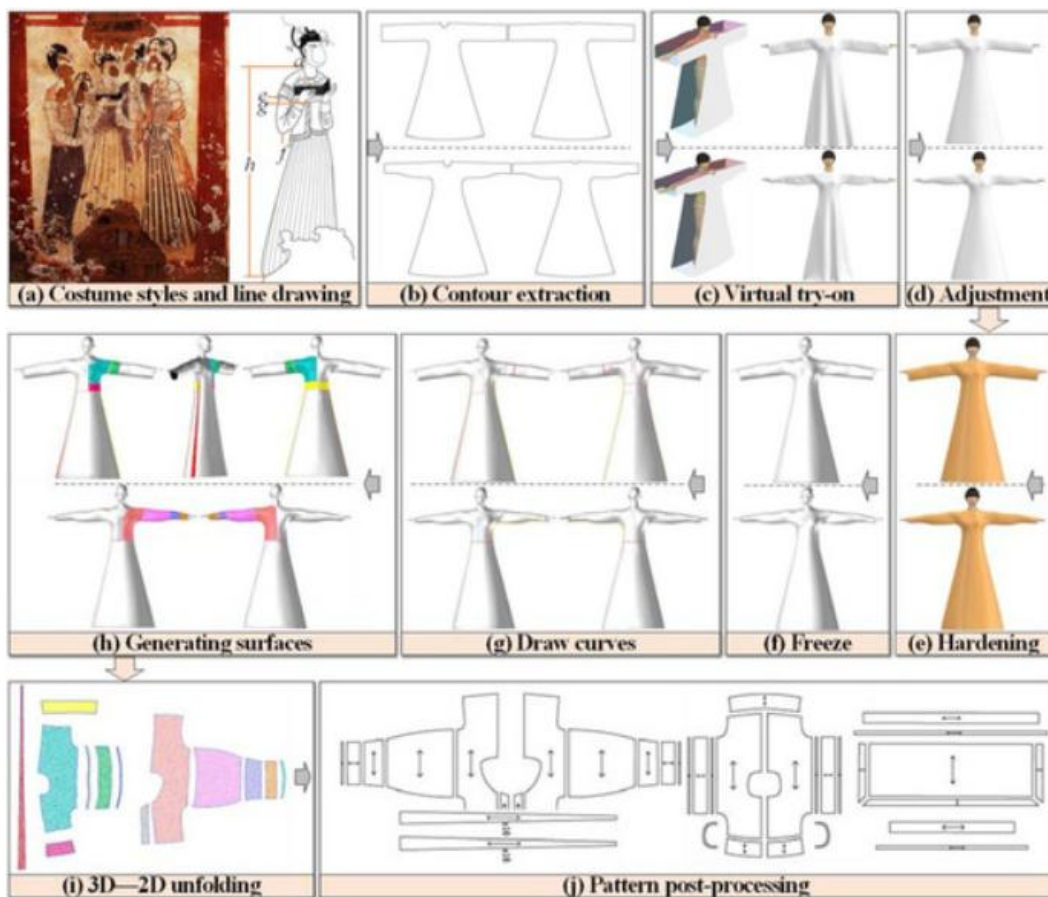 h
(a) Costume styles and line drawing
(b) Contour extraction
(c) Virtual try-on
(d) Adjustment
(h) Generating surfaces
(g) Draw curves
(f) Freeze
(e) Hardening
(i) 3D—2D unfolding
(j) Pattern post-processing